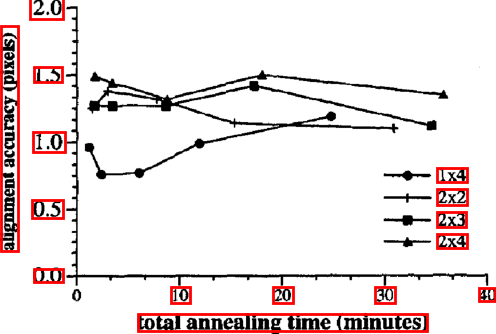 2.0
1.5
1.0
0.5
0.0
alignment accuracy (pixels)
1x4
2x2
2x3
2x4
0 10 20 30 40
total annealing time (minutes)